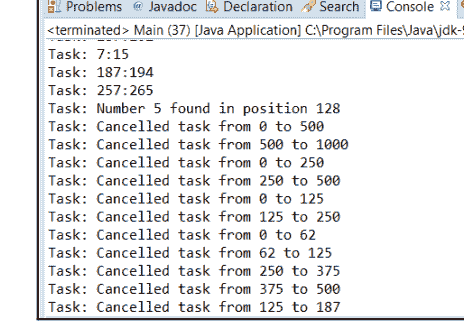 Problems @ Javadoc Declaration Search Console
<terminated> Main (37) [Java Application] C:\Program Files\Java\jdk-9
Task: 7:15
Task: 187:194
Task: 257:265
Task: Number 5 found in position 128
Task: Cancelled task from 0 to 500
Task: Cancelled task from 500 to 1000
Task: Cancelled task from 0 to 250
Task: Cancelled task from 250 to 500
Task: Cancelled task from 0 to 125
Task: Cancelled task from 125 to 250
Task: Cancelled task from 0 to 62
Task: Cancelled task from 62 to 125
Task: Cancelled task from 250 to 375
Task: Cancelled task from 375 to 500
Task: Cancelled task from 125 to 187